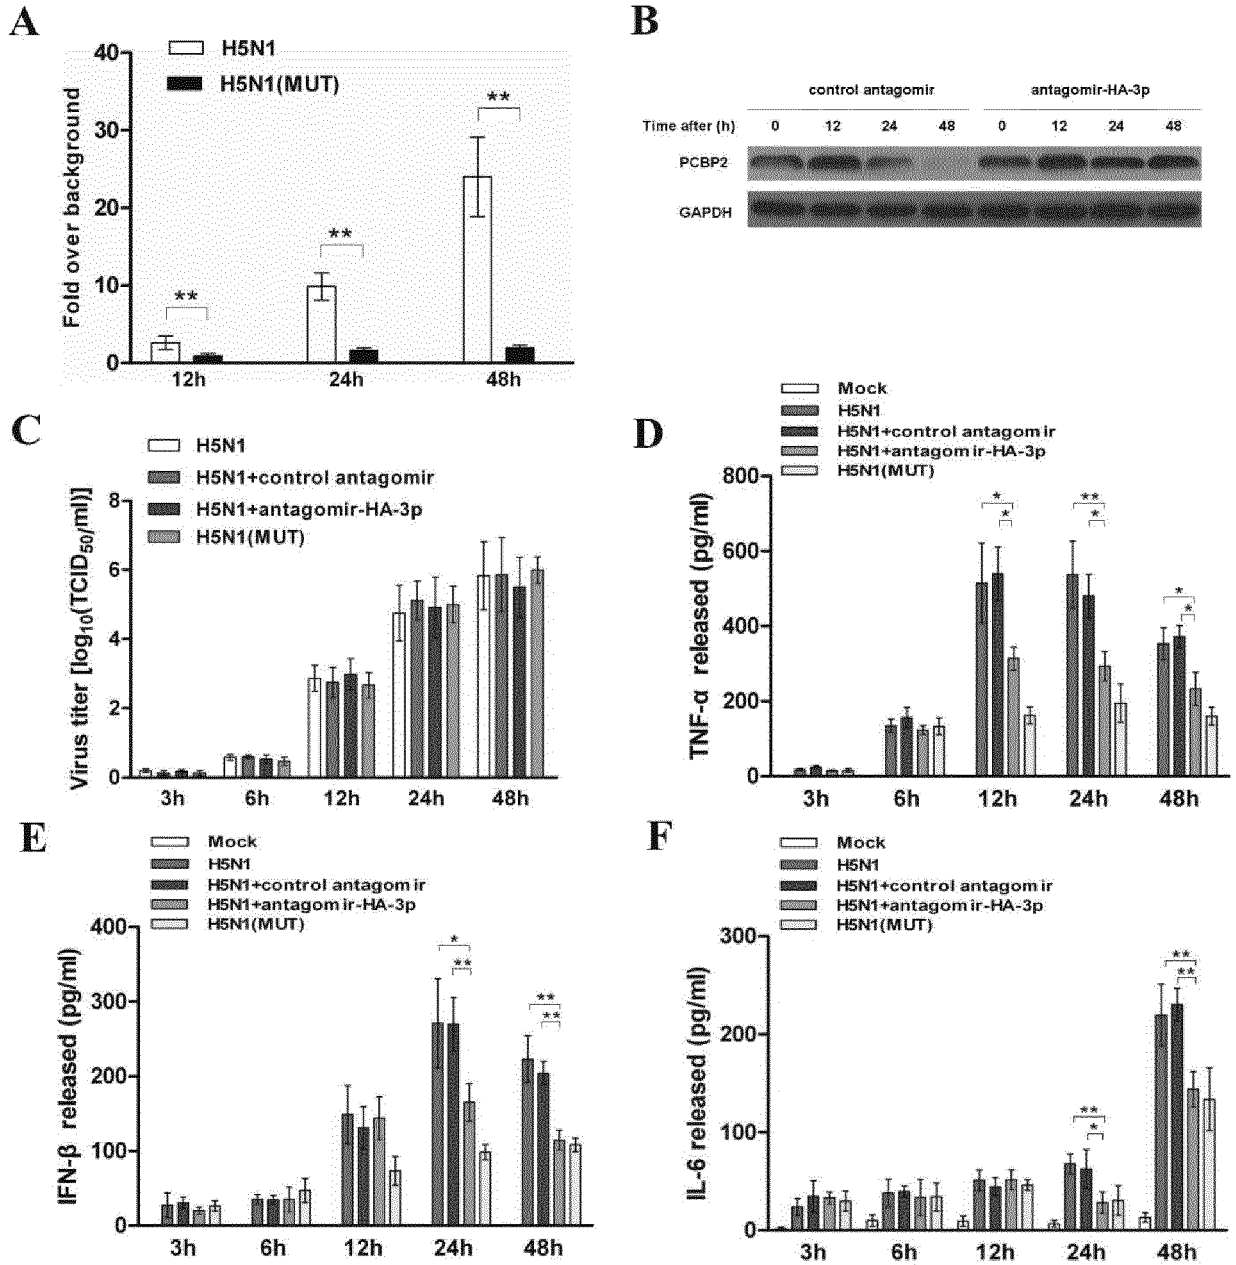 A
H5N1
H5N1(MUT)
Fold over background
40
30
20
10
0
** ** **
12h 24h 48h
B
control antagomir antagomir-HA-3p
Time after (h) 0 12 24 48 0 12 24 48
PCBP2
GAPDH
C
H5N1
H5N1+control antagomir
H5N1+antagomir-HA-3p
H5N1(MUT)
Virus titer [log10(TCID50/ml)]
8
6
4
2
0
3h 6h 12h 24h 48h
D
Mock
H5N1
H5N1+control antagomir
H5N1+antagomir-HA-3p
H5N1(MUT)
TNF-α released (pg/ml)
800
600
400
200
0
* ** *
* * *
3h 6h 12h 24h 48h
E
Mock
H5N1
H5N1+control antagomir
H5N1+antagomir-HA-3p
H5N1(MUT)
IFN-β released (pg/ml)
400
300
200
100
0
* **
** **
3h 6h 12h 24h 48h
F
Mock
H5N1
H5N1+control antagomir
H5N1+antagomir-HA-3p
H5N1(MUT)
IL-6 released (pg/ml)
300
200
100
0
** **
* **
3h 6h 12h 24h 48h